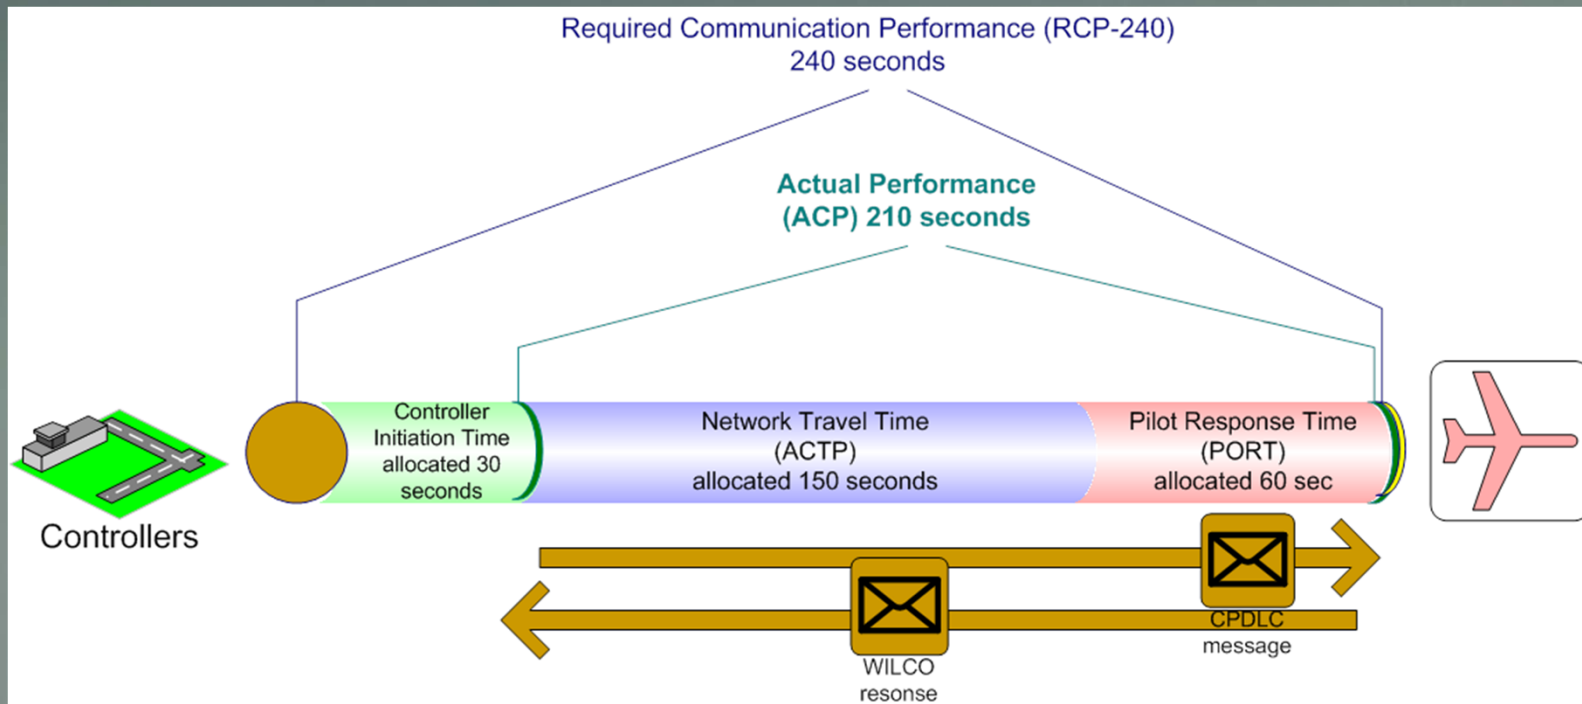 Required Communication Performance (RCP-240)
240 seconds
Actual Performance
(ACP) 210 seconds
Controller
Initiation Time
allocated 30
seconds
Network Travel Time
(ACTP)
allocated 150 seconds
Pilot Response Time
(PORT)
allocated 60 sec
Controllers
CPDLC
message
WILCO
resonse